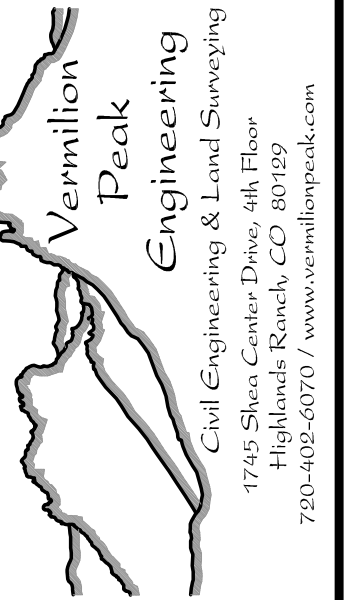 Vermilion
Peak
Engineering
Civil Engineering & Land Surveying
1745 Shea Center Drive, 4th Floor
Highlands Ranch, CO 80129
720-402-6070 / www.vermilionpeak.com